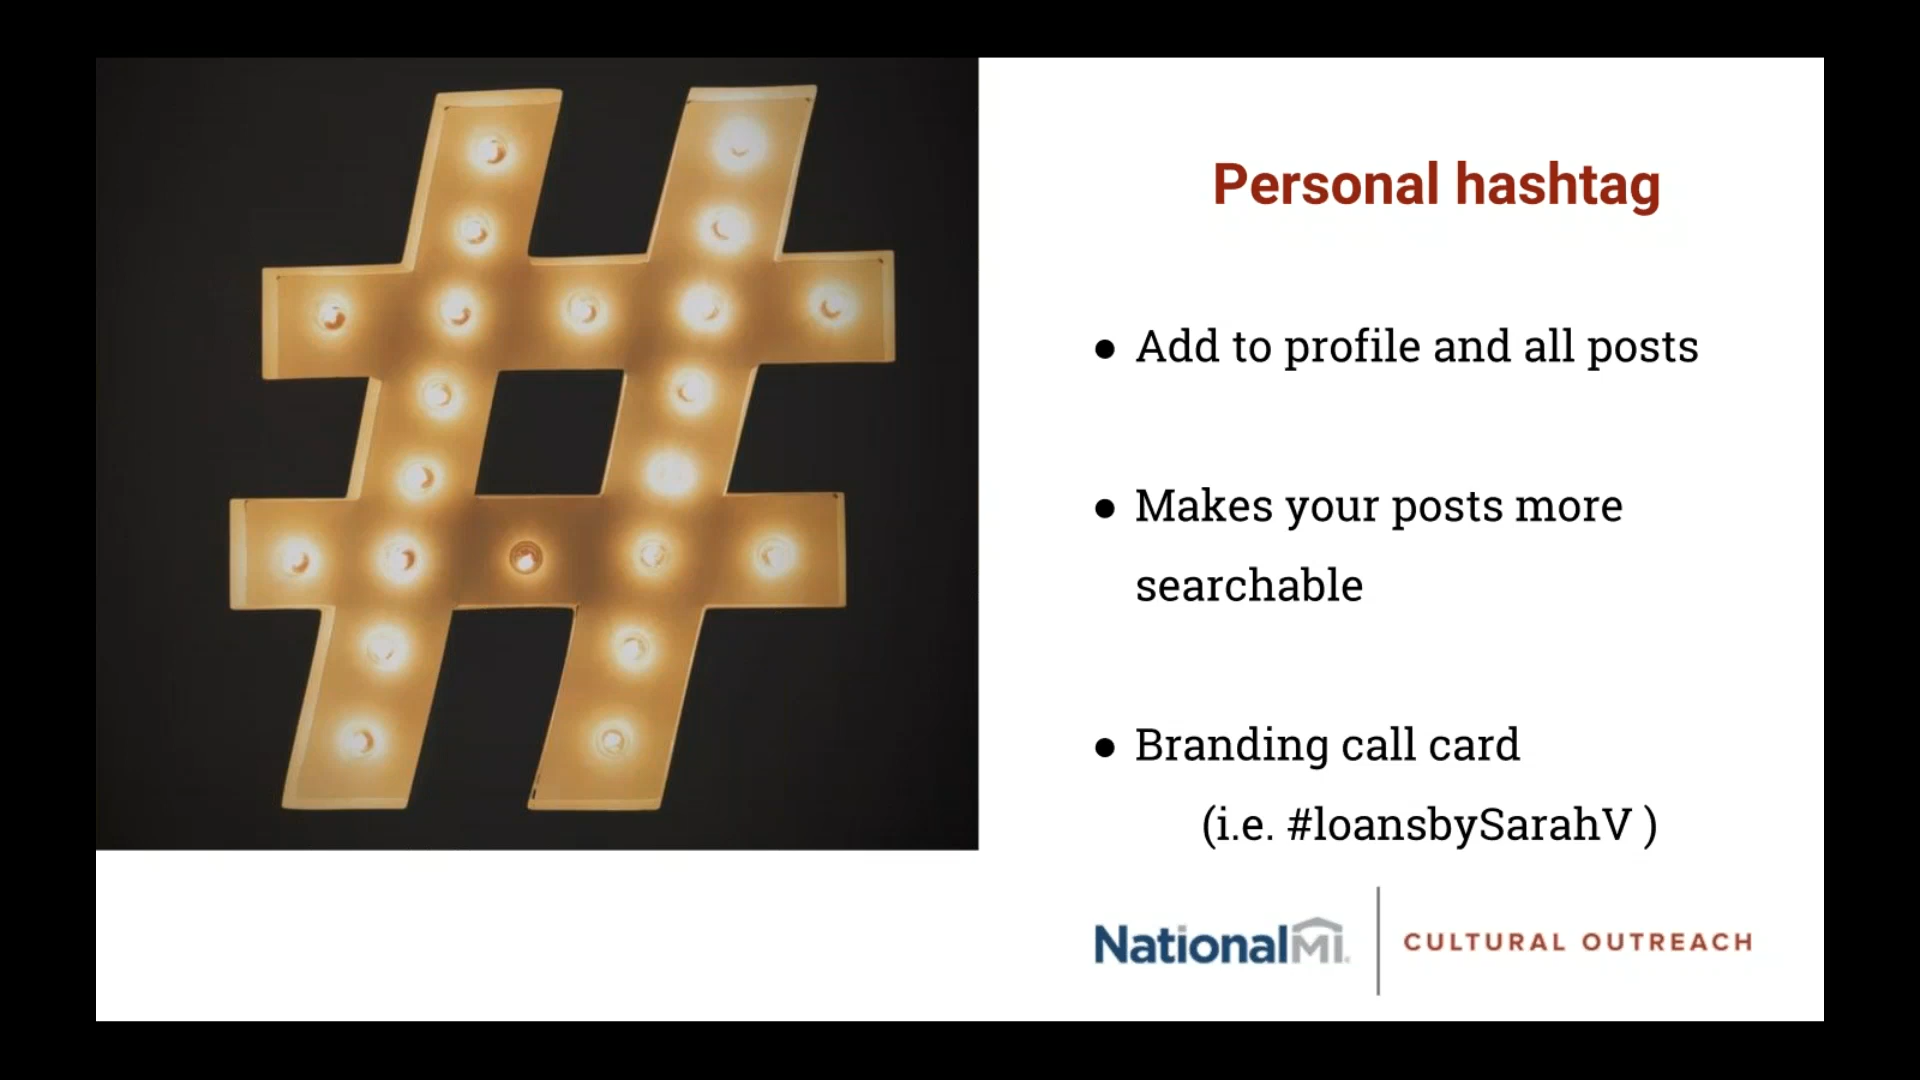 Personal hashtag
● Add to profile and all posts
● Makes your posts more
searchable
● Branding call card
(i.e. #loansbySarahV )
NationalMI.
CULTURAL OUTREACH